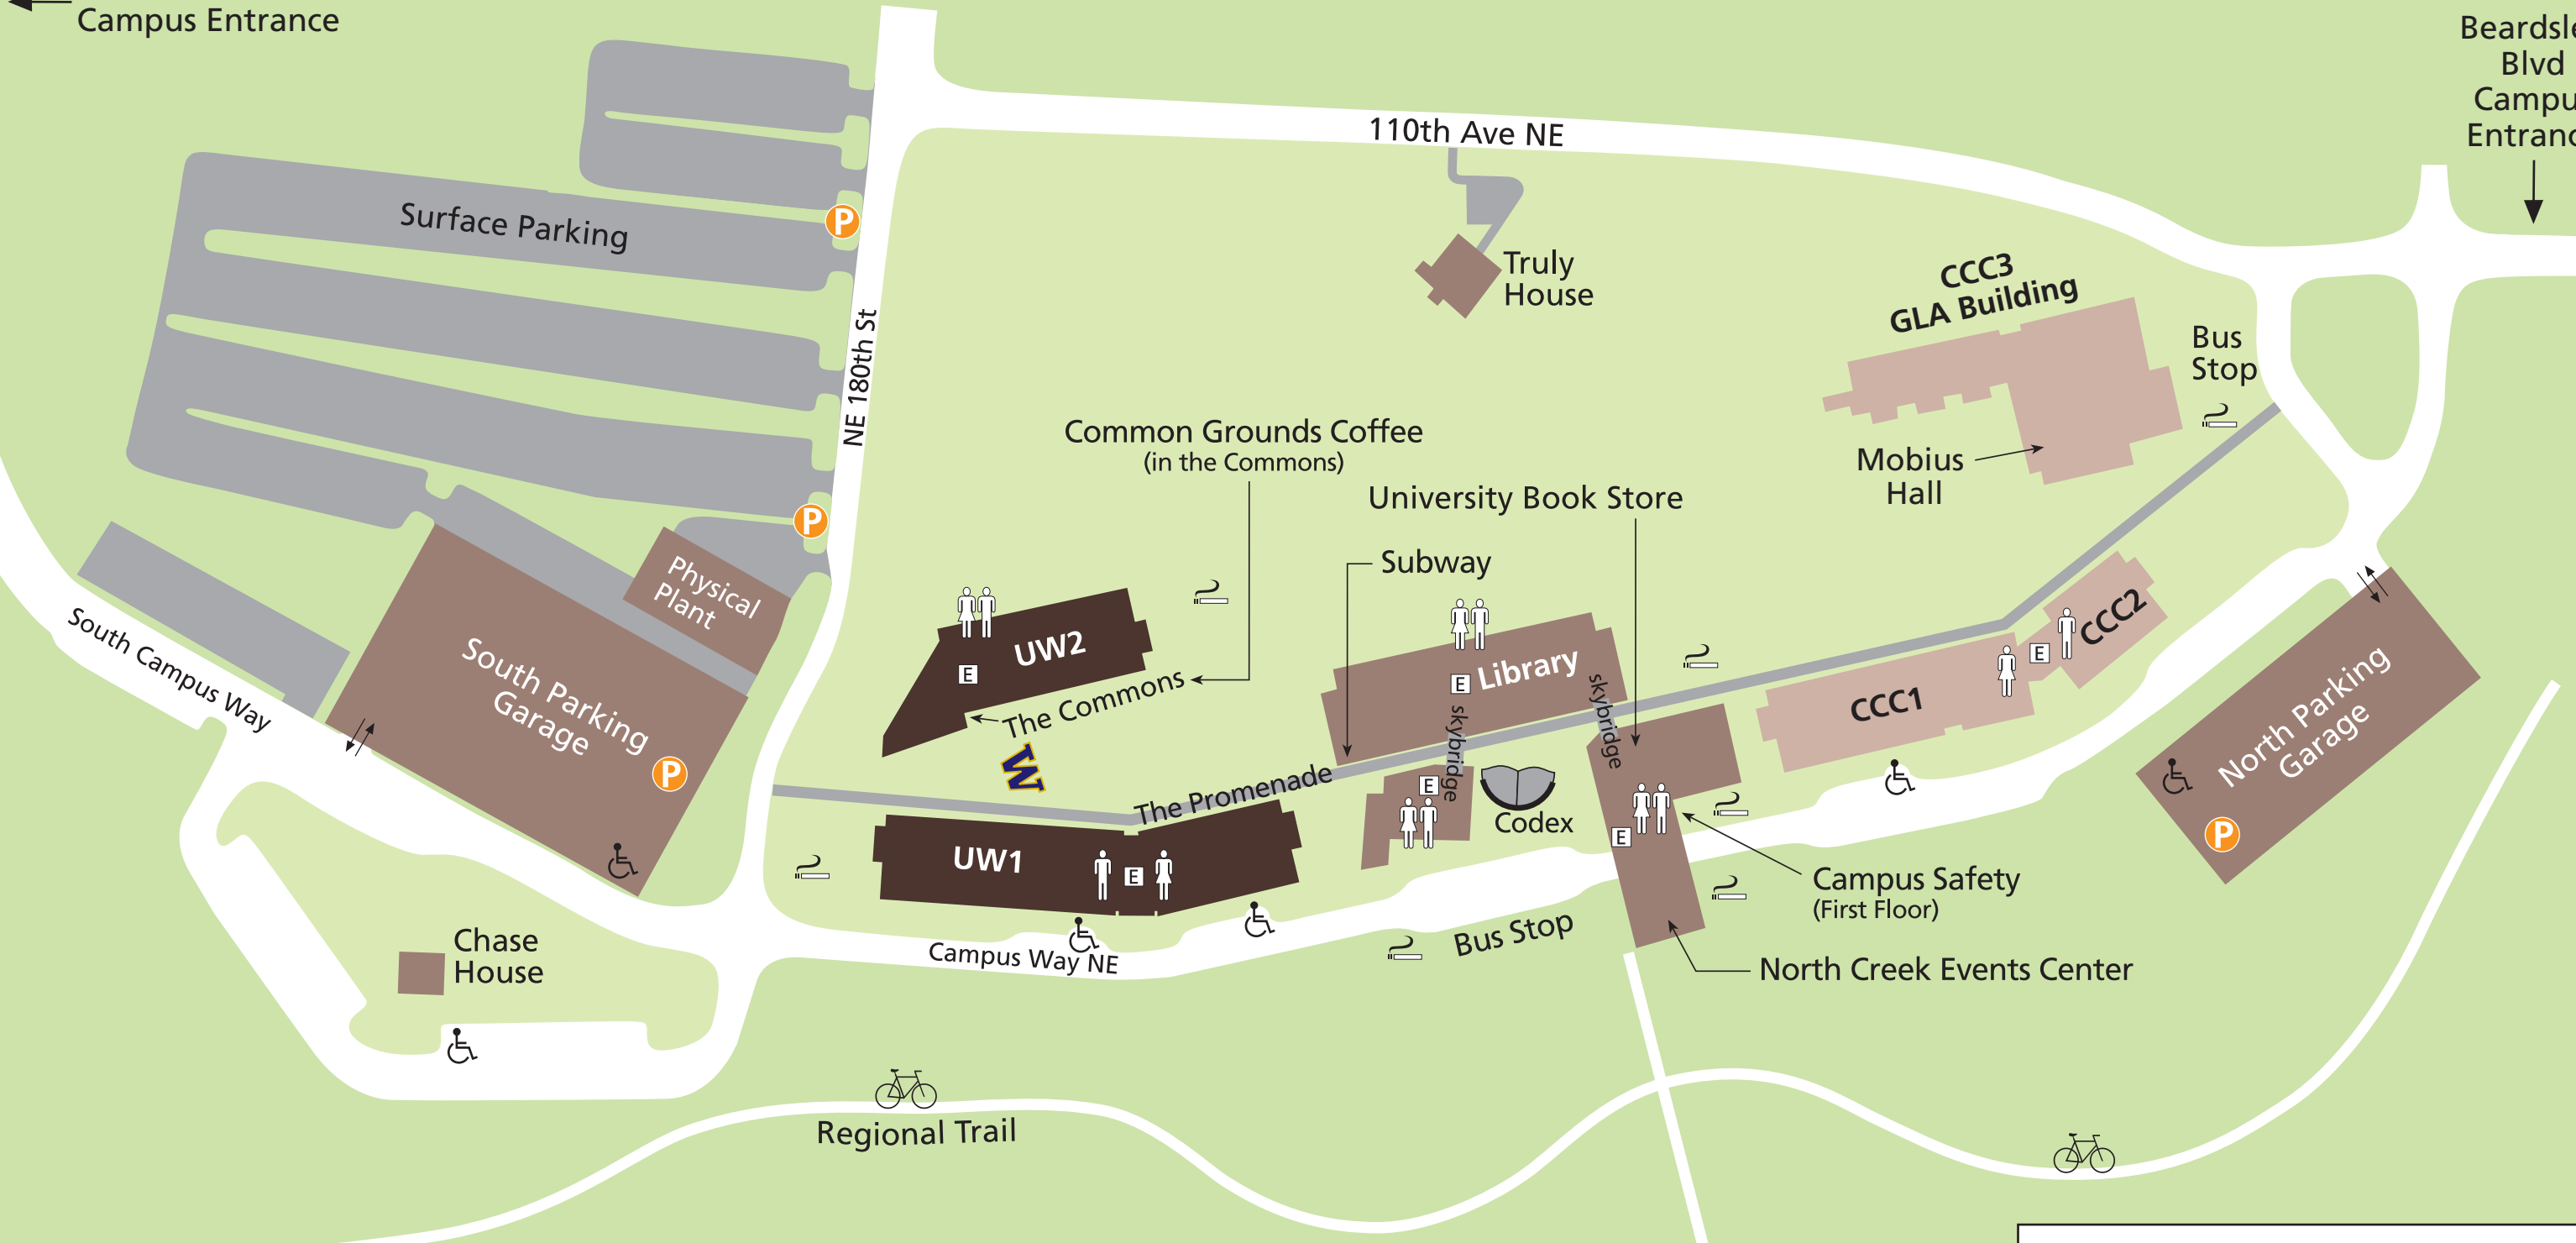 Campus Entrance
Beardsle
Blvd
Campu
Entranc
110th Ave NE
Surface Parking
P
NE 180th St
Truly
House
CCC3
GLA Building
Bus
Stop
Mobius
Hall
Common Grounds Coffee
(in the Commons)
University Book Store
Subway
P
Physical
Plant
South Campus Way
South Parking
Garage
P
UW2
E
The Commons
W
The Promenade
Library
E
skybridge
skybridge
E
Codex
CCC1
E
CCC2
North Parking
Garage
P
UW1
E
E
Campus Safety
(First Floor)
Bus Stop
North Creek Events Center
Campus Way NE
Chase
House
Regional Trail